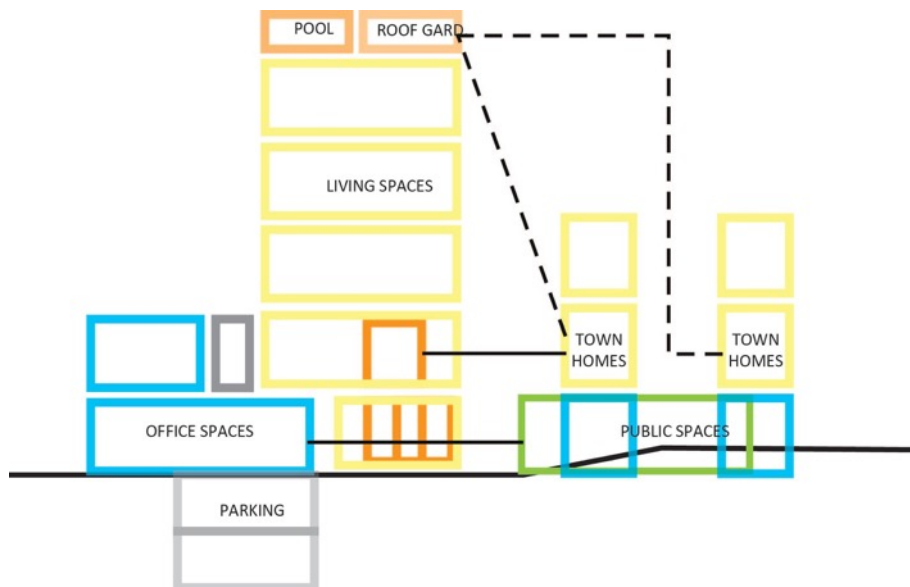 POOL
ROOF GARD
LIVING SPACES
TOWN
HOMES
TOWN
HOMES
OFFICE SPACES
PUBLIC SPACES
PARKING